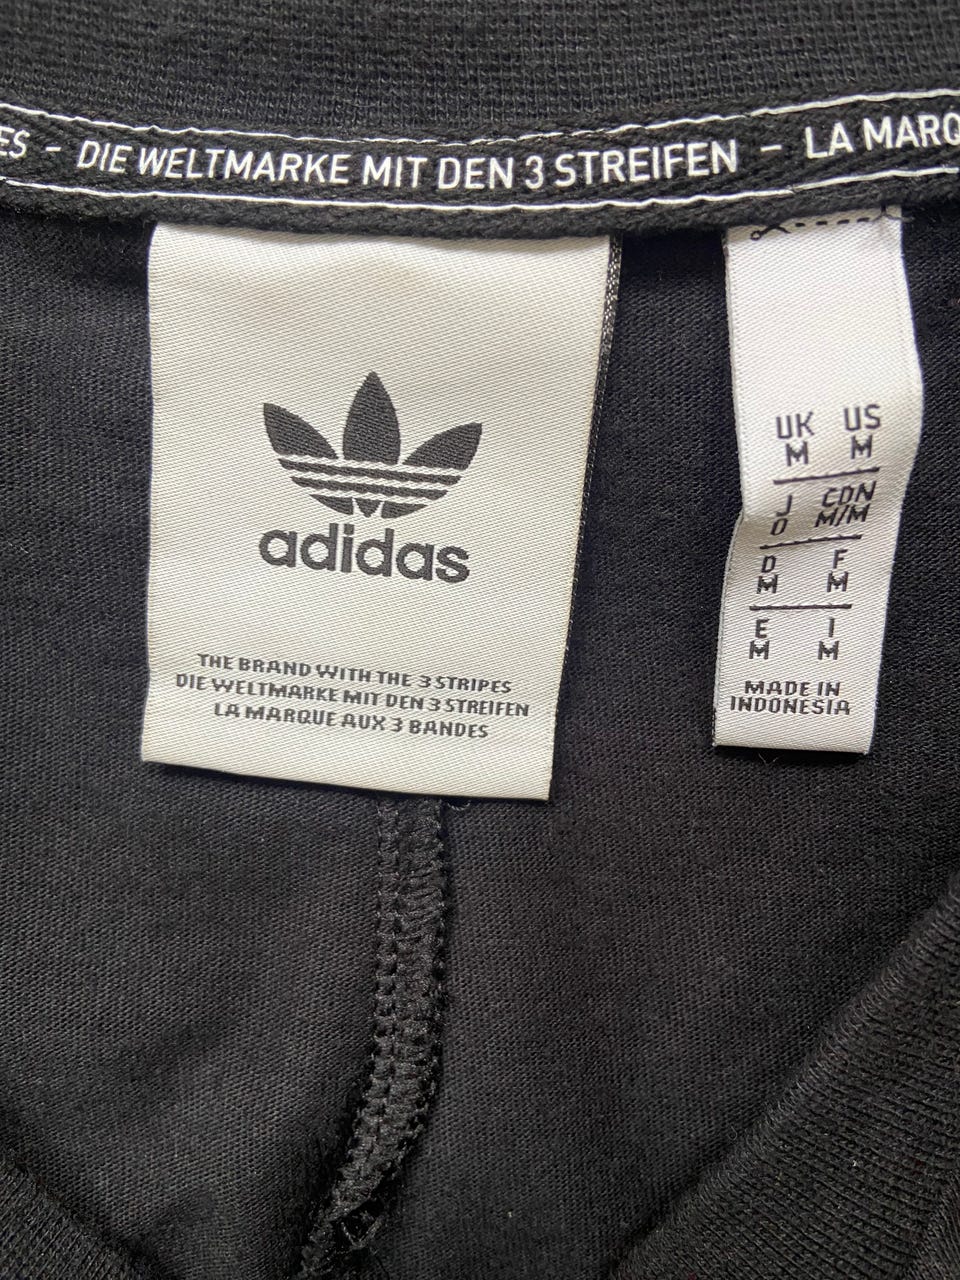 ES – DIE WELTMARKE MIT DEN 3 STREIFEN – LA MARQ
adidas
THE BRAND WITH THE 3 STRIPES
DIE WELTMARKE MIT DEN 3 STREIFEN
LA MARQUE AUX 3 BANDES
UK US
M M
J CDN
O M/M
D F
M M
E I
M M
MADE IN
INDONESIA